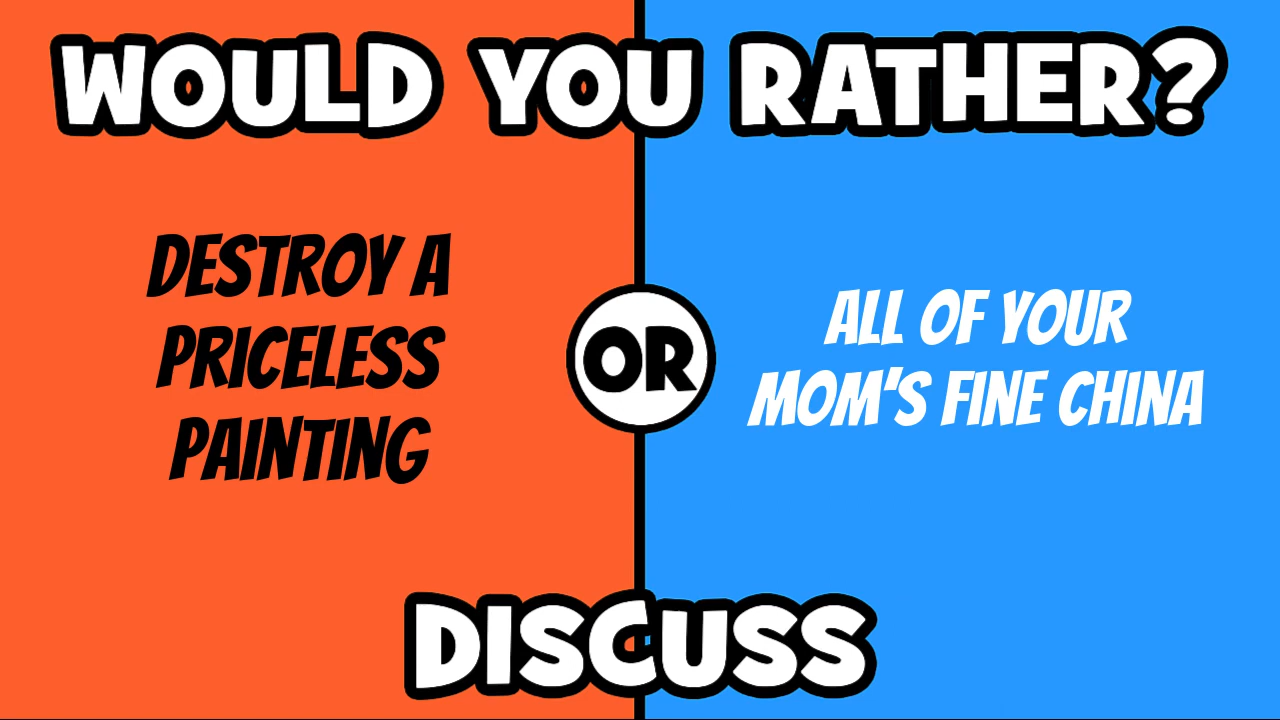 WOULD YOU RATHER?
DESTROY A
PRICELESS
PAINTING
OR
ALL OF YOUR
MOM'S FINE CHINA
DISCUSS